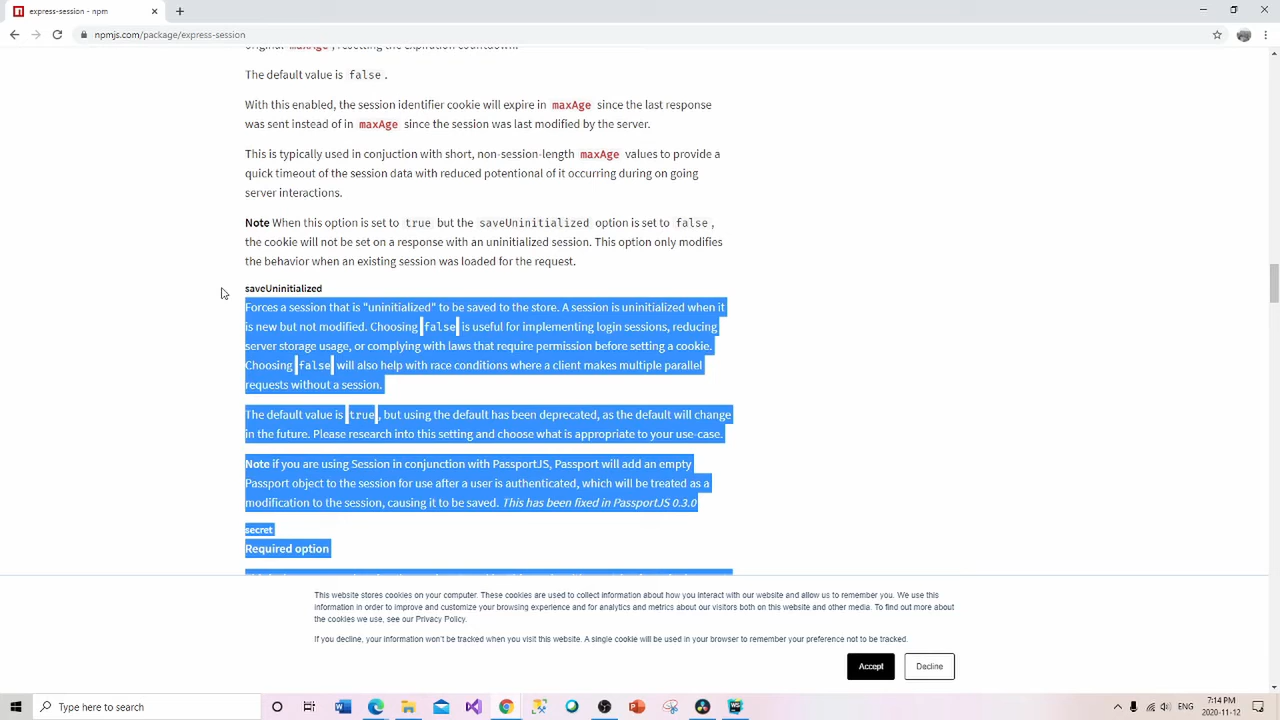 express-session - npm
npmjs.com/package/express-session
original maxAge, resetting the expiration countdown.
The default value is false.
With this enabled, the session identifier cookie will expire in maxAge since the last response
was sent instead of in maxAge since the session was last modified by the server.
This is typically used in conjuction with short, non-session-length maxAge values to provide a
quick timeout of the session data with reduced potential of it occurring during on going
server interactions.
Note When this option is set to true but the saveUninitialized option is set to false,
the cookie will not be set on a response with an uninitialized session. This option only modifies
the behavior when an existing session was loaded for the request.
saveUninitialized
Forces a session that is "uninitialized" to be saved to the store. A session is uninitialized when it
is new but not modified. Choosing false is useful for implementing login sessions, reducing
server storage usage, or complying with laws that require permission before setting a cookie.
Choosing false will also help with race conditions where a client makes multiple parallel
requests without a session.
The default value is true, but using the default has been deprecated, as the default will change
in the future. Please research into this setting and choose what is appropriate to your use-case.
Note if you are using Session in conjunction with PassportJS, Passport will add an empty
Passport object to the session for use after a user is authenticated, which will be treated as a
modification to the session, causing it to be saved. This has been fixed in PassportJS 0.3.0
secret
Required option
This website stores cookies on your computer. These cookies are used to collect information about how you interact with our website and allow us to remember you. We use this
information in order to improve and customize your browsing experience and for analytics and metrics about our visitors both on this website and other media. To find out more about
the cookies we use, see our Privacy Policy.
If you decline, your information won't be tracked when you visit this website. A single cookie will be used in your browser to remember your preference not to be tracked.
Accept
Decline
Type here to search
ENG
7:14 PM
2020-11-12